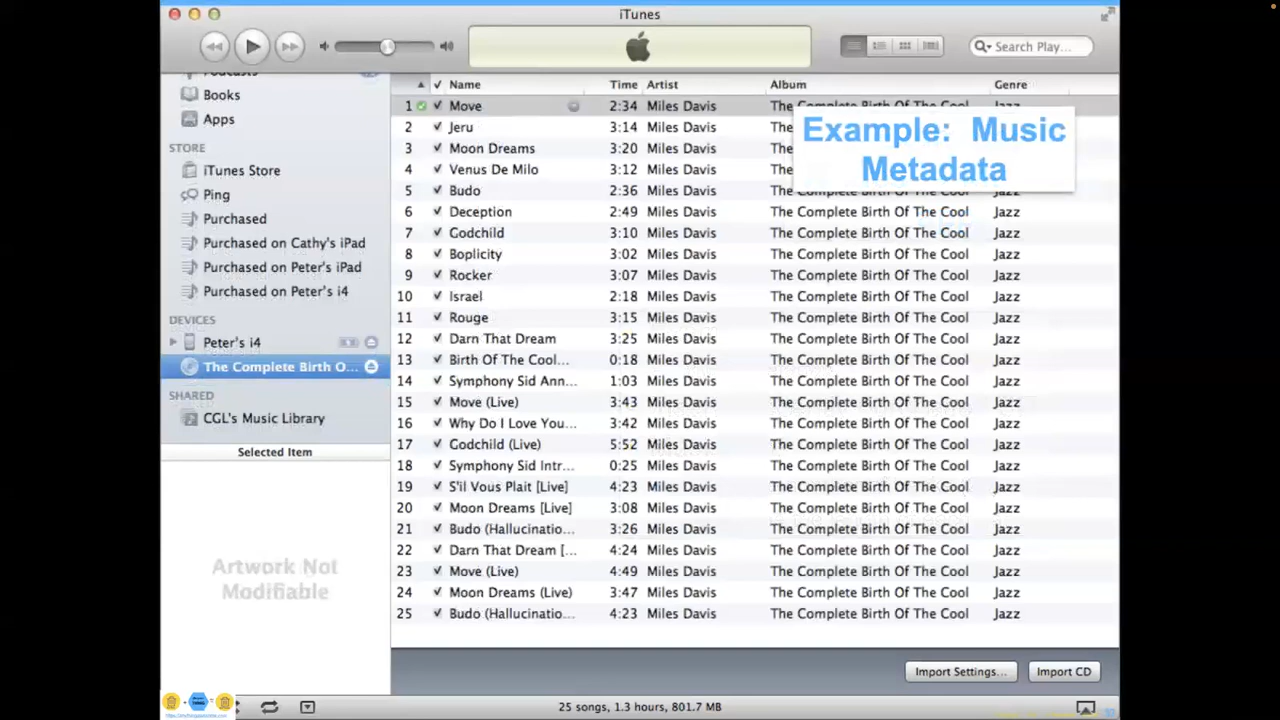 iTunes
Search Play...
Books
Apps
STORE
iTunes Store
Ping
Purchased
Purchased on Cathy's iPad
Purchased on Peter's iPad
Purchased on Peter's i4
DEVICES
Peter's i4
The Complete Birth O...
SHARED
CGL's Music Library
Selected Item
Artwork Not
Modifiable
Name Time Artist Album Genre
1 Move 2:34 Miles Davis The Complete Birth Of The Cool Jazz
2 Jeru 3:14 Miles Davis The
3 Moon Dreams 3:20 Miles Davis The
4 Venus De Milo 3:12 Miles Davis The
5 Budo 2:36 Miles Davis The Complete Birth Of The Cool Jazz
6 Deception 2:49 Miles Davis The Complete Birth Of The Cool Jazz
7 Godchild 3:10 Miles Davis The Complete Birth Of The Cool Jazz
8 Boplicity 3:02 Miles Davis The Complete Birth Of The Cool Jazz
9 Rocker 3:07 Miles Davis The Complete Birth Of The Cool Jazz
10 Israel 2:18 Miles Davis The Complete Birth Of The Cool Jazz
11 Rouge 3:15 Miles Davis The Complete Birth Of The Cool Jazz
12 Darn That Dream 3:25 Miles Davis The Complete Birth Of The Cool Jazz
13 Birth Of The Cool... 0:18 Miles Davis The Complete Birth Of The Cool Jazz
14 Symphony Sid Ann... 1:03 Miles Davis The Complete Birth Of The Cool Jazz
15 Move (Live) 3:43 Miles Davis The Complete Birth Of The Cool Jazz
16 Why Do I Love You... 3:42 Miles Davis The Complete Birth Of The Cool Jazz
17 Godchild (Live) 5:52 Miles Davis The Complete Birth Of The Cool Jazz
18 Symphony Sid Intr... 0:25 Miles Davis The Complete Birth Of The Cool Jazz
19 S'il Vous Plait [Live] 4:23 Miles Davis The Complete Birth Of The Cool Jazz
20 Moon Dreams [Live] 3:08 Miles Davis The Complete Birth Of The Cool Jazz
21 Budo (Hallucinatio... 3:26 Miles Davis The Complete Birth Of The Cool Jazz
22 Darn That Dream [... 4:24 Miles Davis The Complete Birth Of The Cool Jazz
23 Move (Live) 4:49 Miles Davis The Complete Birth Of The Cool Jazz
24 Moon Dreams (Live) 3:47 Miles Davis The Complete Birth Of The Cool Jazz
25 Budo (Hallucinatio... 4:23 Miles Davis The Complete Birth Of The Cool Jazz
Example: Music
Metadata
Import Settings... Import CD
25 songs, 1.3 hours, 801.7 MB